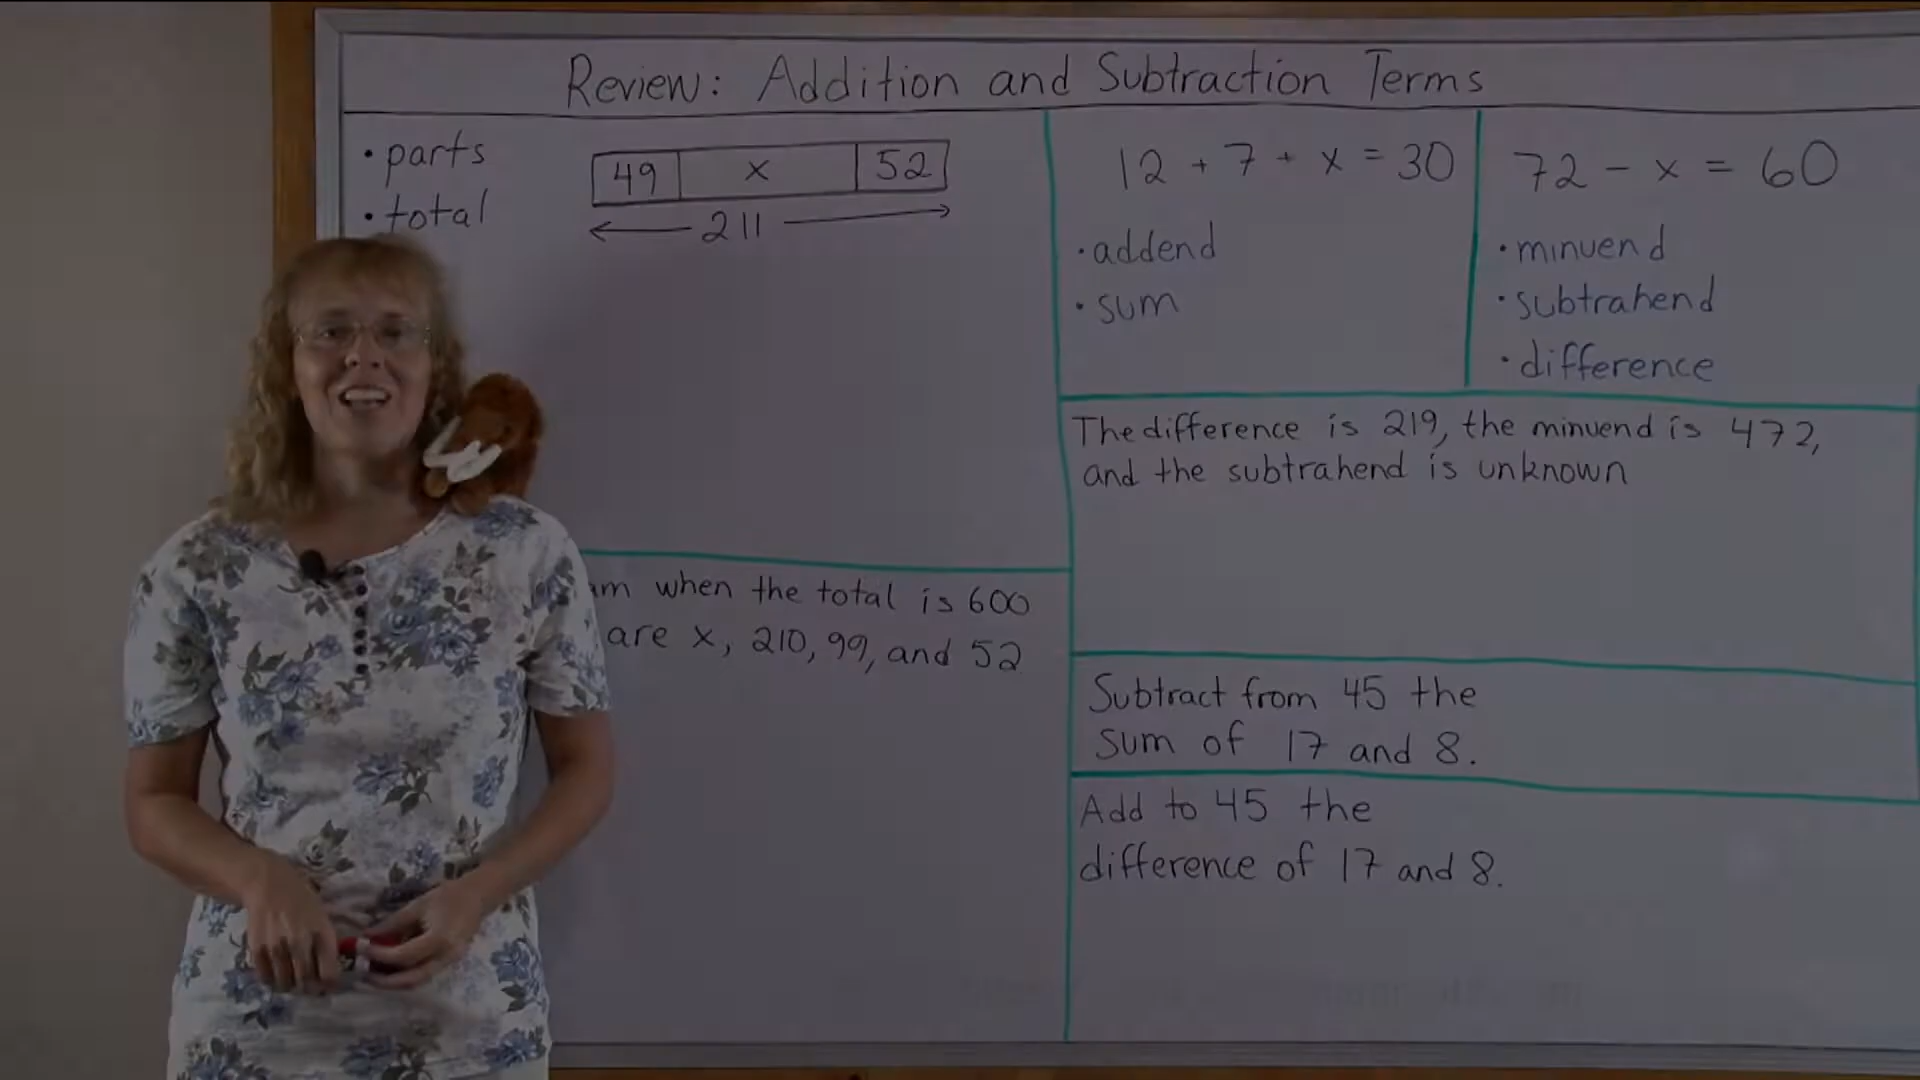 Review: Addition and Subtraction Terms
• parts
• total
49 x 52
211
12 + 7 + x = 30
• addend
• sum
72 - x = 60
• minuend
• subtrahend
• difference
The difference is 219, the minuend is 472,
and the subtrahend is unknown
when the total is 600
are x, 210, 99, and 52
Subtract from 45 the
sum of 17 and 8.
Add to 45 the
difference of 17 and 8.